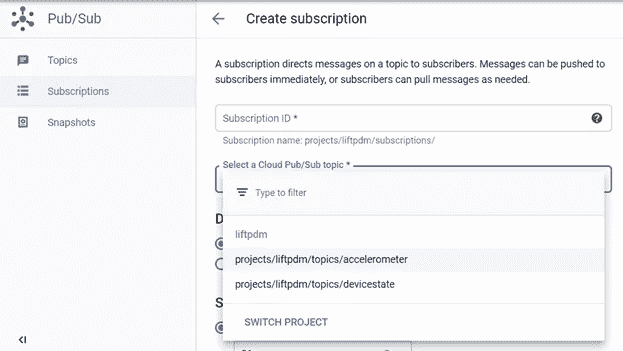 Pub/Sub
Create subscription
Topics
Subscriptions
Snapshots
A subscription directs messages on a topic to subscribers. Messages can be pushed to
subscribers immediately, or subscribers can pull messages as needed.
Subscription ID *
Subscription name: projects/liftpdm/subscriptions/
Select a Cloud Pub/Sub topic *
Type to filter
liftpdm
projects/liftpdm/topics/accelerometer
projects/liftpdm/topics/devicestate
SWITCH PROJECT